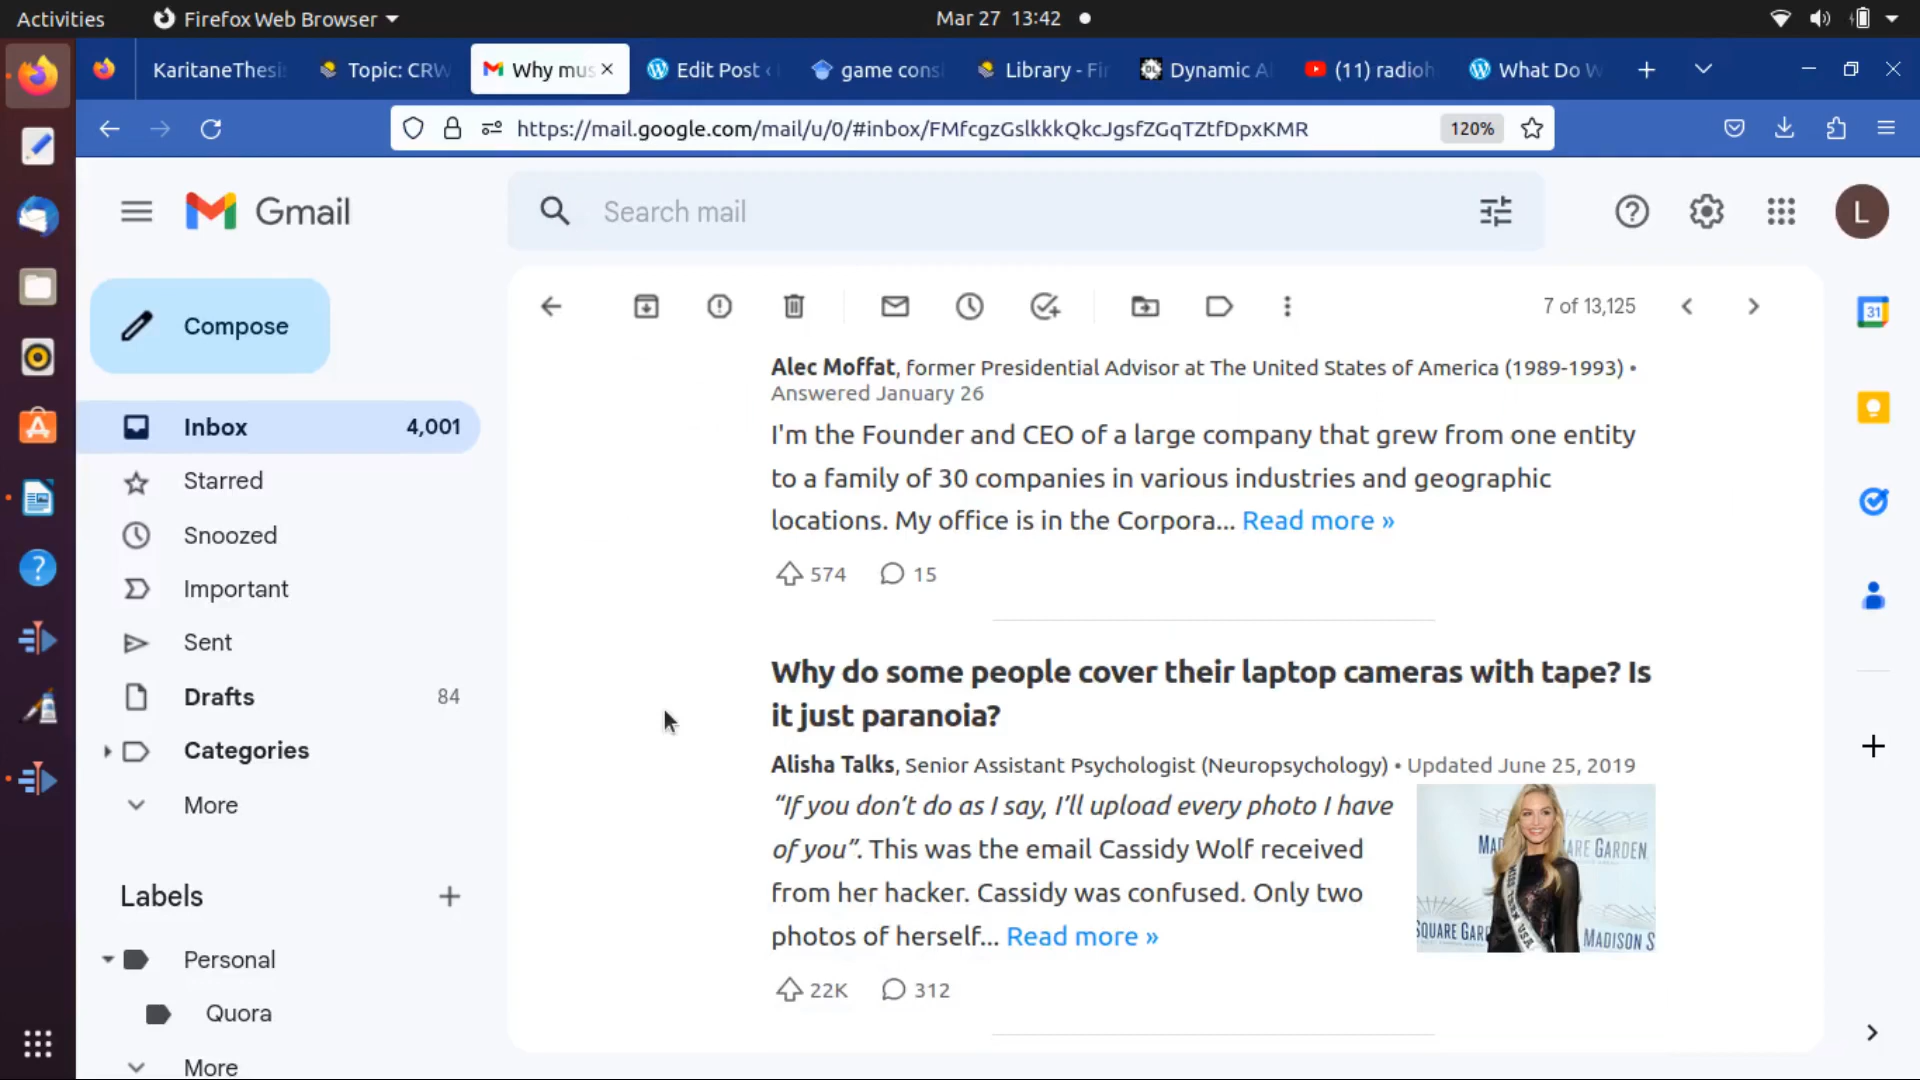 Activities
Firefox Web Browser
Mar 27 13:42
KaritaneThesi
Topic: CRW
Why mus
Edit Post ‹
game cons
Library - Fir
Dynamic A
(11) radioh
What Do W
https://mail.google.com/mail/u/0/#inbox/FMfcgzGslkkkQkcJgsfZGqTZtfDpxKMR
120%
Gmail
Search mail
L
Compose
7 of 13,125
31
Inbox 4,001
Starred
Snoozed
Important
Sent
Drafts 84
Categories
More
Labels
Personal
Quora
More
Alec Moffat, former Presidential Advisor at The United States of America (1989-1993) •
Answered January 26
I'm the Founder and CEO of a large company that grew from one entity
to a family of 30 companies in various industries and geographic
locations. My office is in the Corpora... Read more »
574 15
Why do some people cover their laptop cameras with tape? Is
it just paranoia?
Alisha Talks, Senior Assistant Psychologist (Neuropsychology) • Updated June 25, 2019
“If you don’t do as I say, I’ll upload every photo I have
of you”. This was the email Cassidy Wolf received
from her hacker. Cassidy was confused. Only two
photos of herself... Read more »
22K 312
MAD
ARE GARDEN
SQUARE GAR
MADISON S